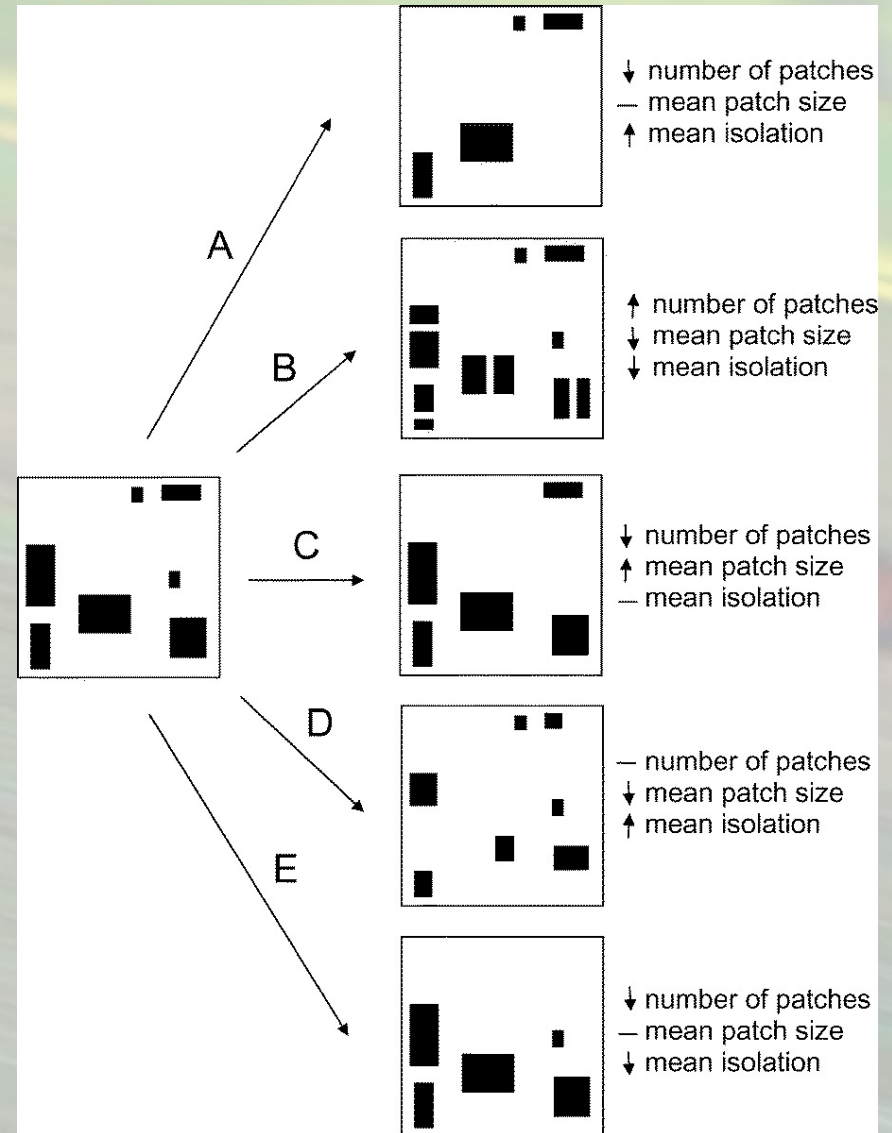 ↓ number of patches
— mean patch size
↑ mean isolation
A
↑ number of patches
↓ mean patch size
↓ mean isolation
B
C
↓ number of patches
↑ mean patch size
— mean isolation
D
— number of patches
↓ mean patch size
↑ mean isolation
E
↓ number of patches
— mean patch size
↓ mean isolation